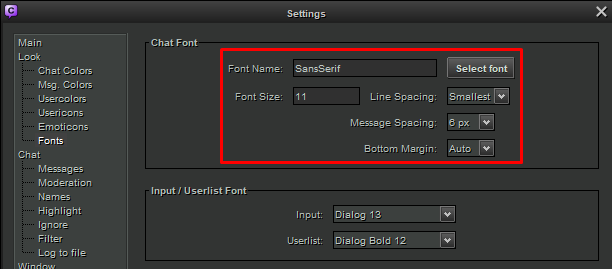 C
Settings
Main
Look
Chat Colors
Msg. Colors
Usercolors
Usericons
Emoticons
Fonts
Chat
Messages
Moderation
Names
Highlight
Ignore
Filter
Log to file
Window
Chat Font
Font Name: SansSerif Select font
Font Size: 11 Line Spacing: Smallest
Message Spacing: 6 px
Bottom Margin: Auto
Input / Userlist Font
Input: Dialog 13
Userlist: Dialog Bold 12